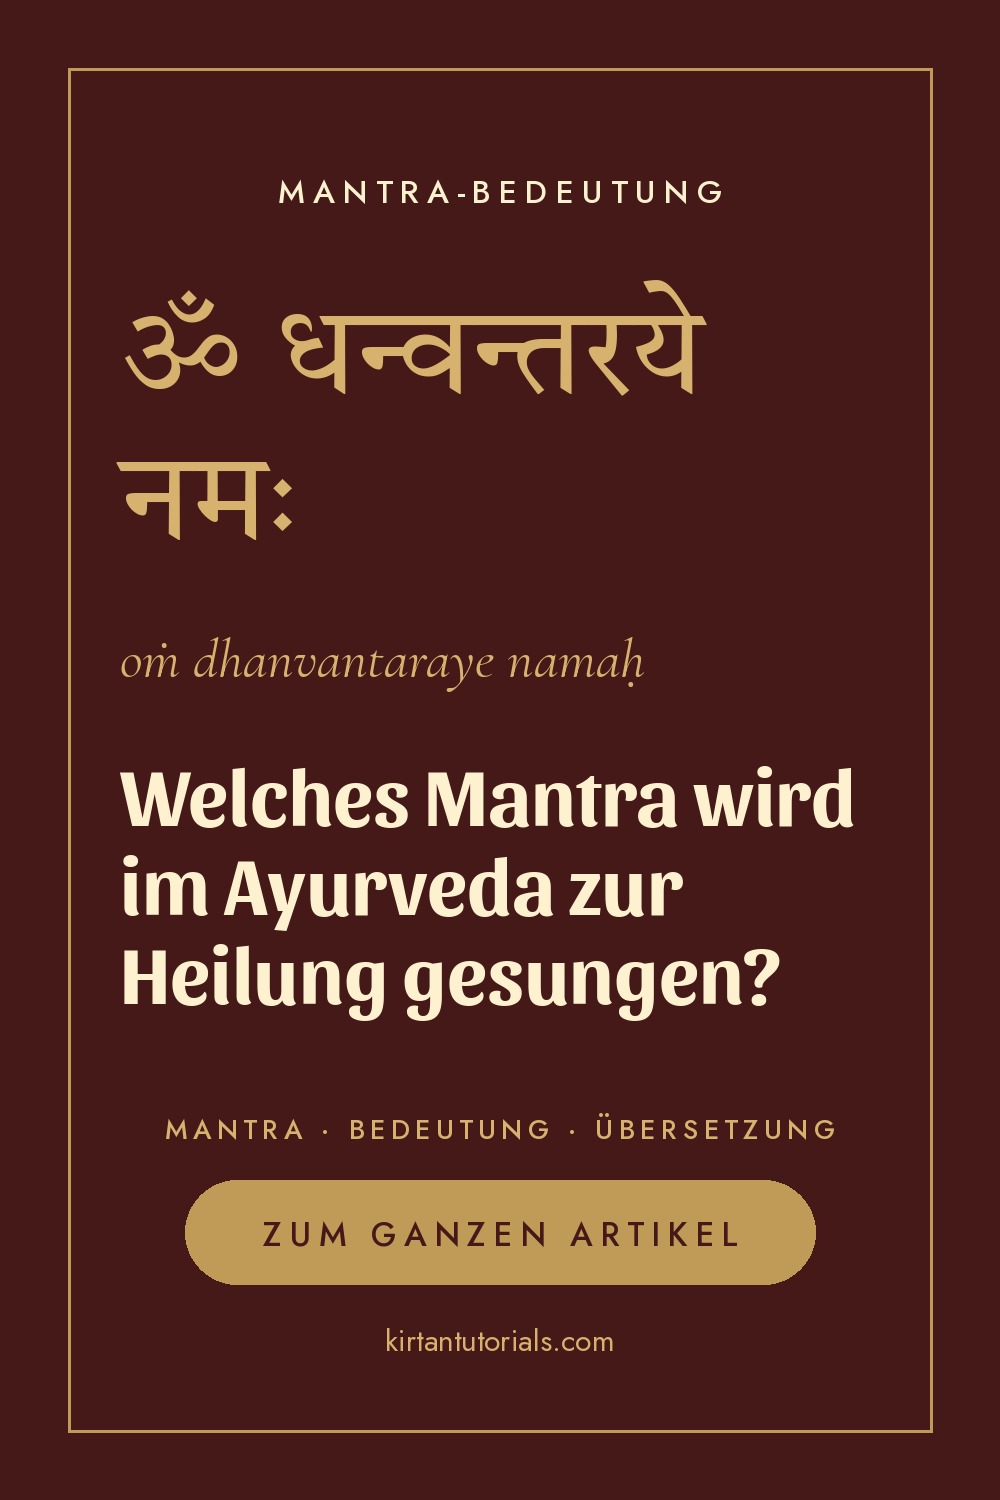 MANTRA-BEDEUTUNG
ॐ धन्वन्तरये
नमः
oṁ dhanvantaraye namaḥ
Welches Mantra wird
im Ayurveda zur
Heilung gesungen?
MANTRA · BEDEUTUNG · ÜBERSETZUNG
ZUM GANZEN ARTIKEL
kirtantutorials.com